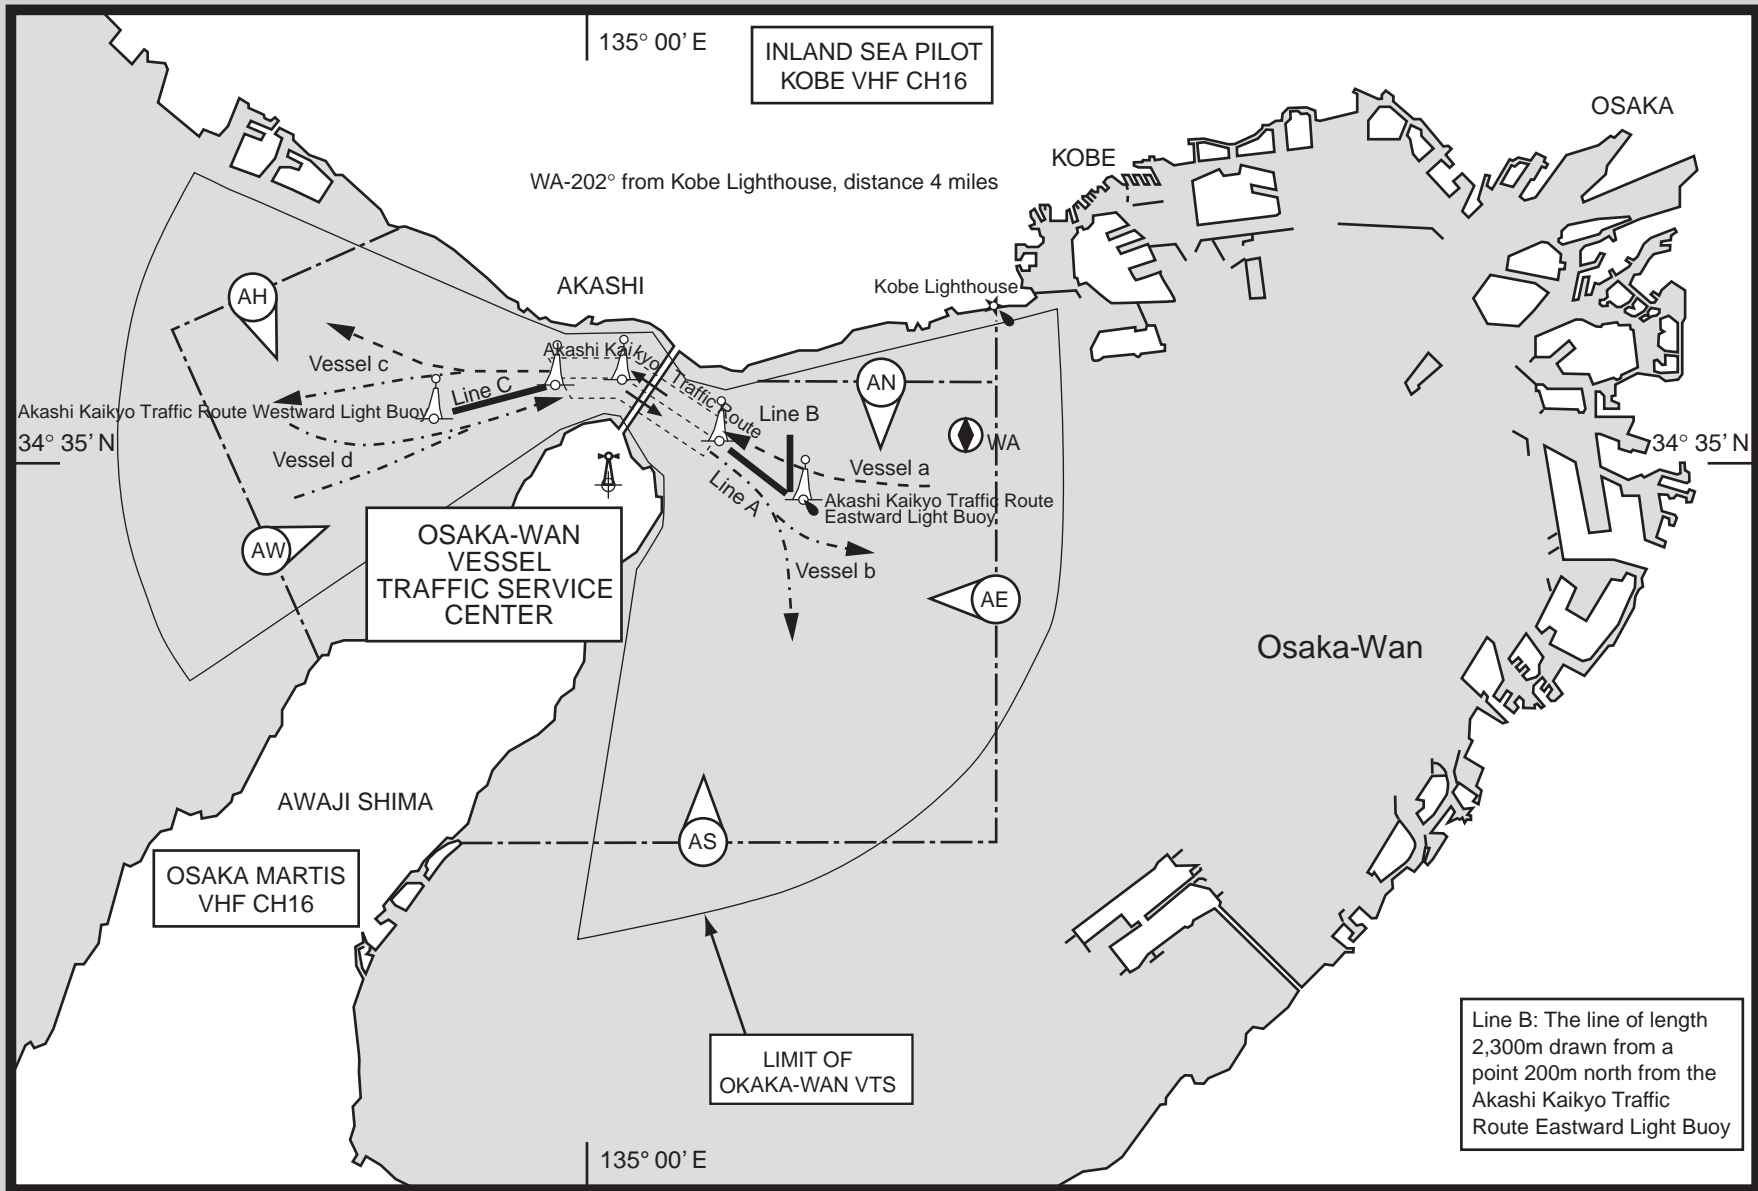 135° 00' E
INLAND SEA PILOT
KOBE VHF CH16
OSAKA
KOBE
WA-202° from Kobe Lighthouse, distance 4 miles
AH
AKASHI
Kobe Lighthouse
Akashi Kaikyo Traffic Route
Vessel c
Line C
AN
Akashi Kaikyo Traffic Route Westward Light Buoy
Line B
34° 35' N
WA
34° 35' N
Vessel d
Vessel a
Line A
Akashi Kaikyo Traffic Route
Eastward Light Buoy
AW
OSAKA-WAN
VESSEL
TRAFFIC SERVICE
CENTER
Vessel b
AE
Osaka-Wan
AWAJI SHIMA
AS
OSAKA MARTIS
VHF CH16
LIMIT OF
OKAKA-WAN VTS
Line B: The line of length
2,300m drawn from a
point 200m north from the
Akashi Kaikyo Traffic
Route Eastward Light Buoy
135° 00' E